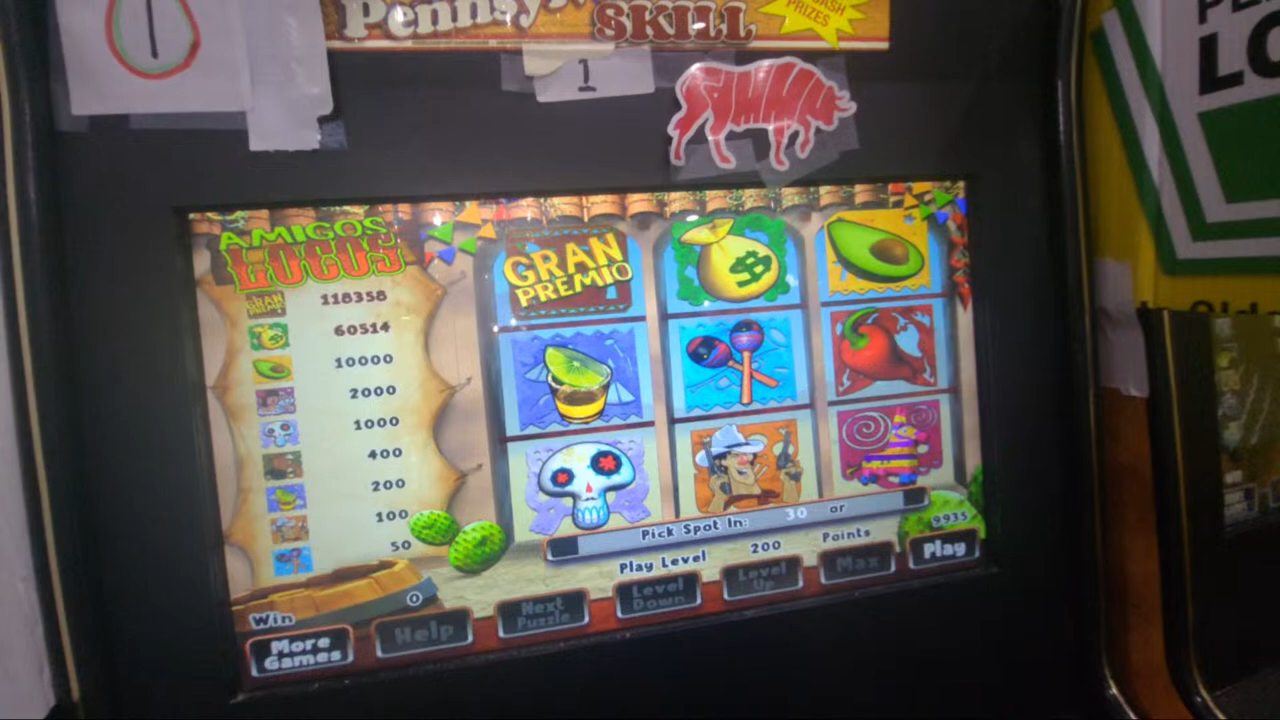 Pennsy
SKILL
CASH
PRIZES
1
LO
AMIGOS
LOCOS
GRAN
PREMIO
118358
60514
10000
2000
1000
400
200
100
50
GRAN
PREMIO
$
Pick Spot In: 30 or
Play Level 200 Points
9935
Win
More
Games
Help
Next
Puzzle
Level
Down
Level
Up
Max
Play